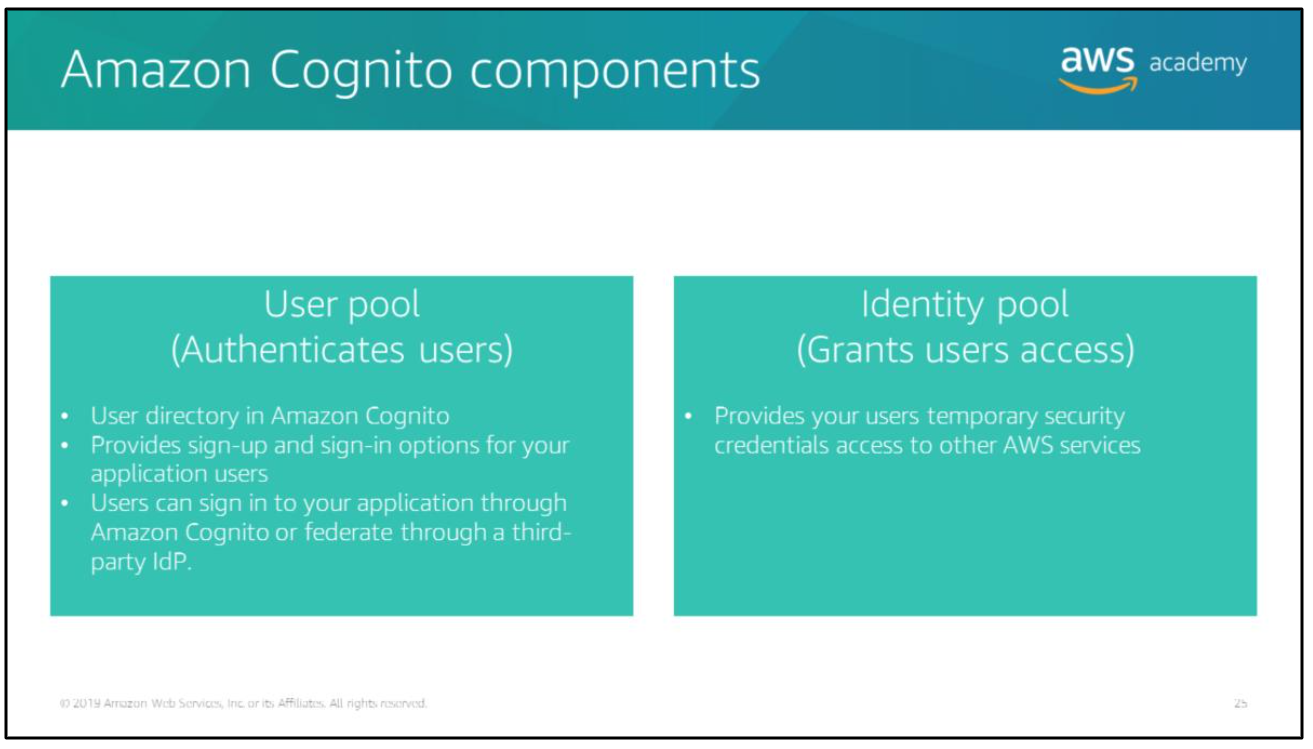 Amazon Cognito components
aws academy
User pool
(Authenticates users)
• User directory in Amazon Cognito
• Provides sign-up and sign-in options for your
application users
• Users can sign in to your application through
Amazon Cognito or federate through a third-
party IdP.
Identity pool
(Grants users access)
• Provides your users temporary security
credentials access to other AWS services
© 2019 Amazon Web Services, Inc. or its Affiliates. All rights reserved.
25